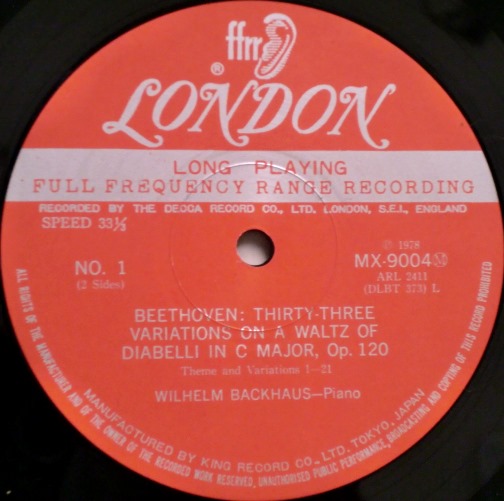 ffrr
®
LONDON
LONG PLAYING
FULL FREQUENCY RANGE RECORDING
RECORDED BY THE DECCA RECORD CO., LTD. LONDON, S.E.I., ENGLAND
SPEED 33⅓
NO. 1
(2 Sides)
Ⓟ 1978
MX-9004 Ⓜ
ARL 2411
(DLBT 373) L
BEETHOVEN: THIRTY-THREE
VARIATIONS ON A WALTZ OF
DIABELLI IN C MAJOR, Op. 120
Theme and Variations 1—21
WILHELM BACKHAUS—Piano
MANUFACTURED BY KING RECORD CO., LTD. TOKYO, JAPAN
ALL RIGHTS OF THE MANUFACTURER AND OF THE OWNER OF THE RECORDED WORK RESERVED, UNAUTHORISED PUBLIC PERFORMANCE, BROADCASTING AND COPYING OF THIS RECORD PROHIBITED